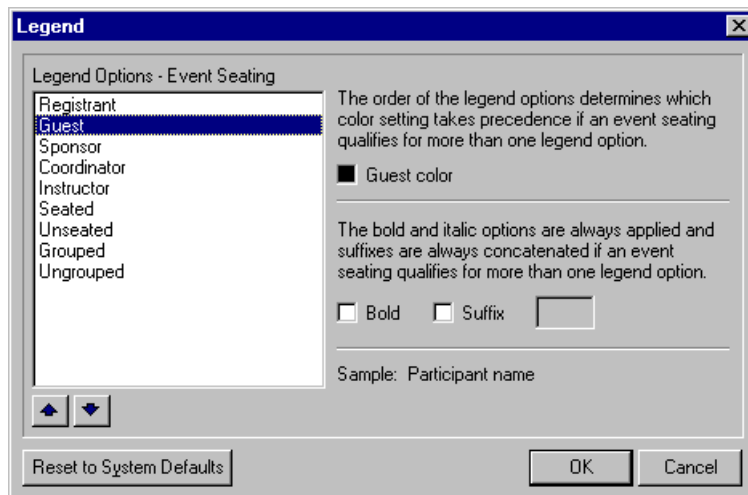 Legend
Legend Options - Event Seating
Registrant
Guest
Sponsor
Coordinator
Instructor
Seated
Unseated
Grouped
Ungrouped
The order of the legend options determines which
color setting takes precedence if an event seating
qualifies for more than one legend option.
Guest color
The bold and italic options are always applied and
suffixes are always concatenated if an event
seating qualifies for more than one legend option.
Bold Suffix
Sample: Participant name
Reset to System Defaults OK Cancel